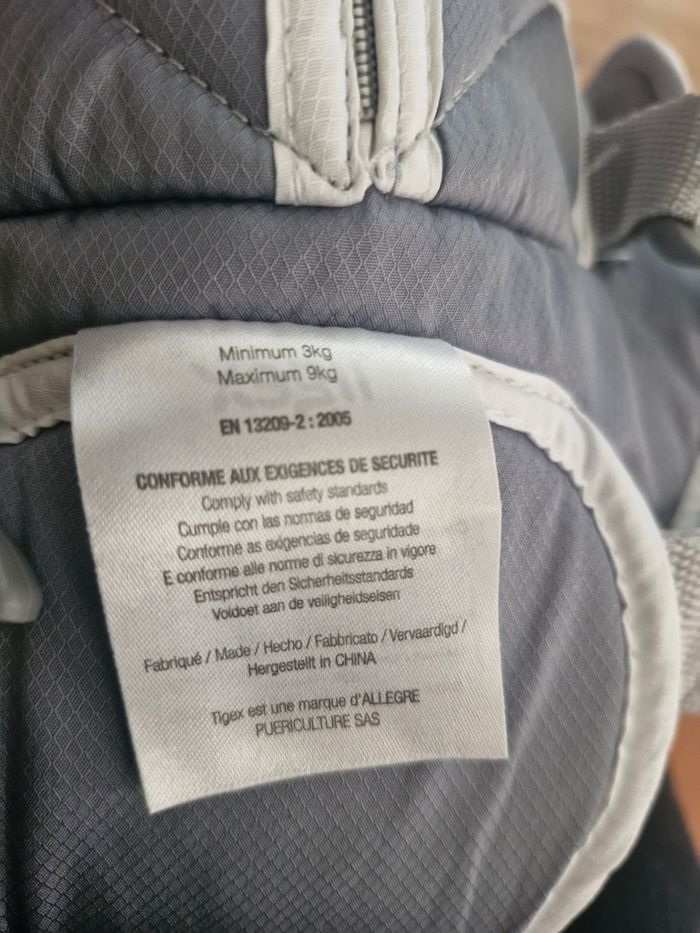 Minimum 3kg
Maximum 9kg
EN 13209-2 : 2005
CONFORME AUX EXIGENCES DE SECURITE
Comply with safety standards
Cumple con las normas de seguridad
Conforme as exigências de seguridade
E conforme alle norme di sicurezza in vigore
Entspricht den Sicherheitsstandards
Voldoet aan de veiligheidseisen
Fabriqué / Made / Hecho / Fabbricato / Vervaardigd /
Hergestellt in CHINA
Tigex est une marque d'ALLEGRE
PUERICULTURE SAS